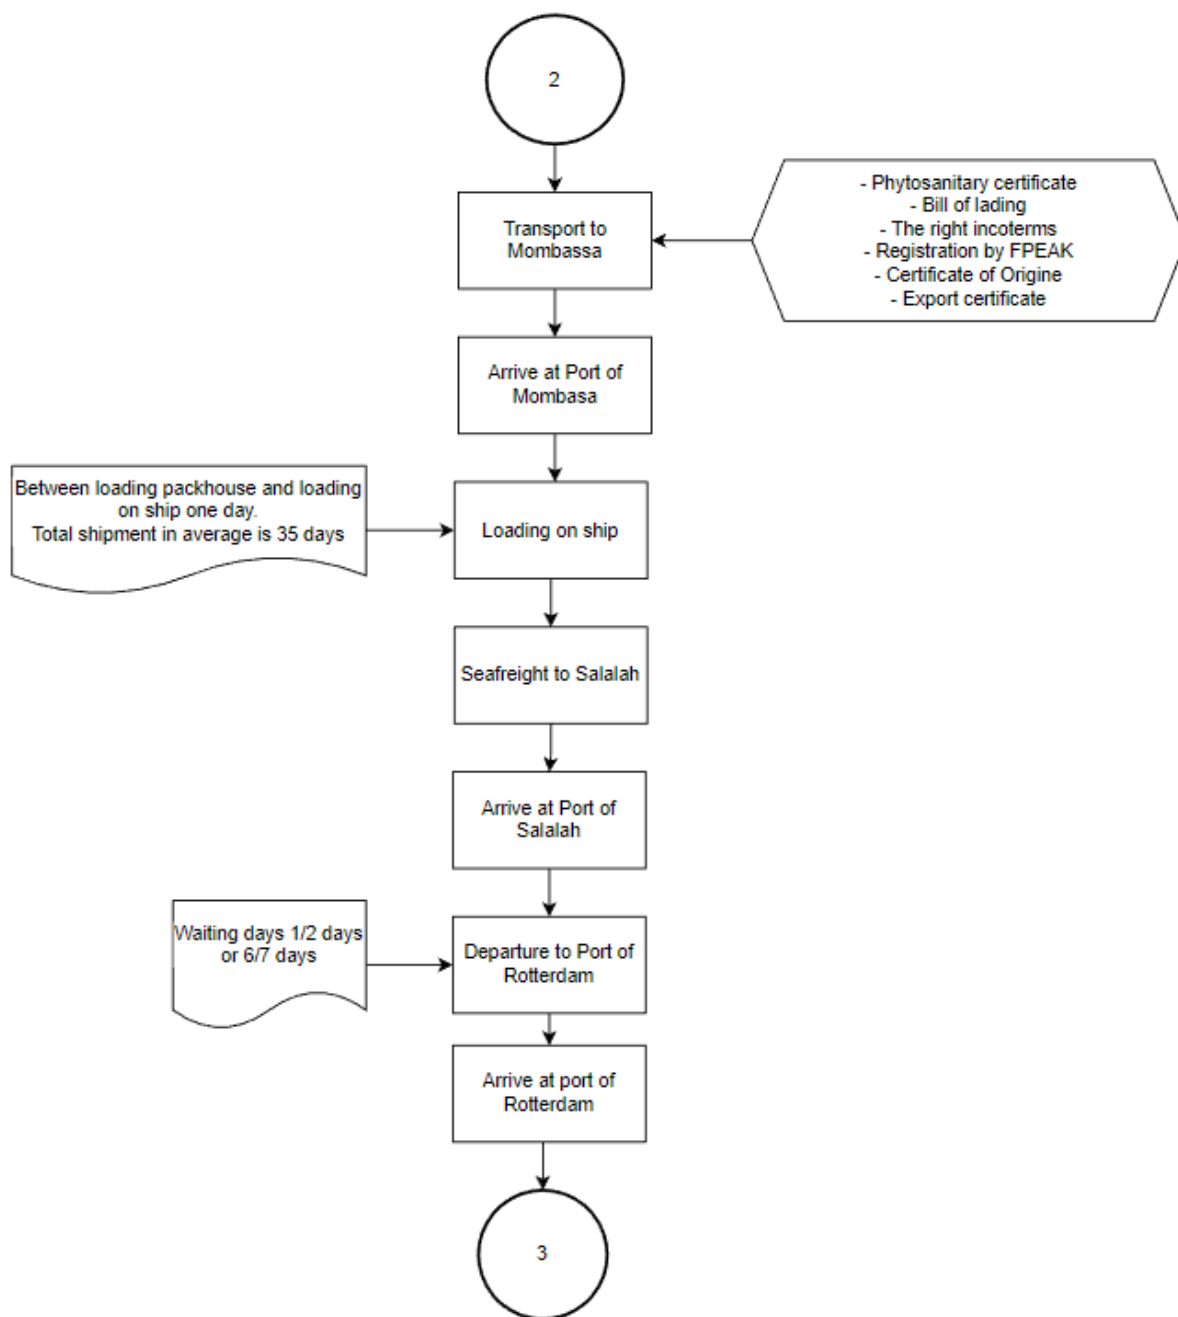 2
Transport to
Mombassa
- Phytosanitary certificate
- Bill of lading
- The right incoterms
- Registration by FPEAK
- Certificate of Origine
- Export certificate
Arrive at Port of
Mombasa
Between loading packhouse and loading
on ship one day.
Total shipment in average is 35 days
Loading on ship
Seafreight to Salalah
Arrive at Port of
Salalah
Waiting days 1/2 days
or 6/7 days
Departure to Port of
Rotterdam
Arrive at port of
Rotterdam
3